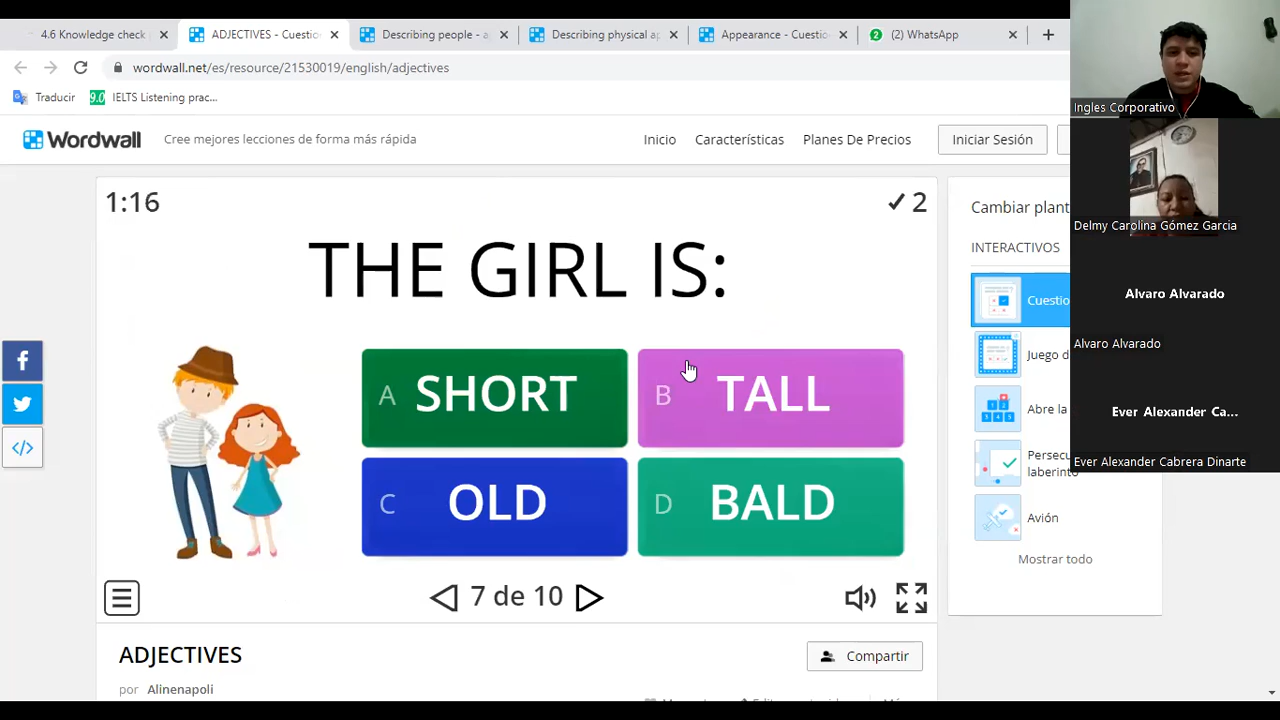 4.6 Knowledge check
ADJECTIVES - Cuestio
Describing people - a
Describing physical a
Appearance - Cuestio
(2) WhatsApp
wordwall.net/es/resource/21530019/english/adjectives
Traducir
9.0 IELTS Listening prac...
Wordwall
Cree mejores lecciones de forma más rápida
Inicio
Características
Planes De Precios
Iniciar Sesión
Ingles Corporativo
Delmy Carolina Gómez Garcia
Alvaro Alvarado
Alvaro Alvarado
Ever Alexander Ca...
Ever Alexander Cabrera Dinarte
1:16
✓ 2
THE GIRL IS:
A SHORT
B TALL
C OLD
D BALD
7 de 10
Cambiar plant
INTERACTIVOS
Cuestio
Juego d
Abre la
Persecu
laberinto
Avión
Mostrar todo
ADJECTIVES
Compartir
por Alinenapoli